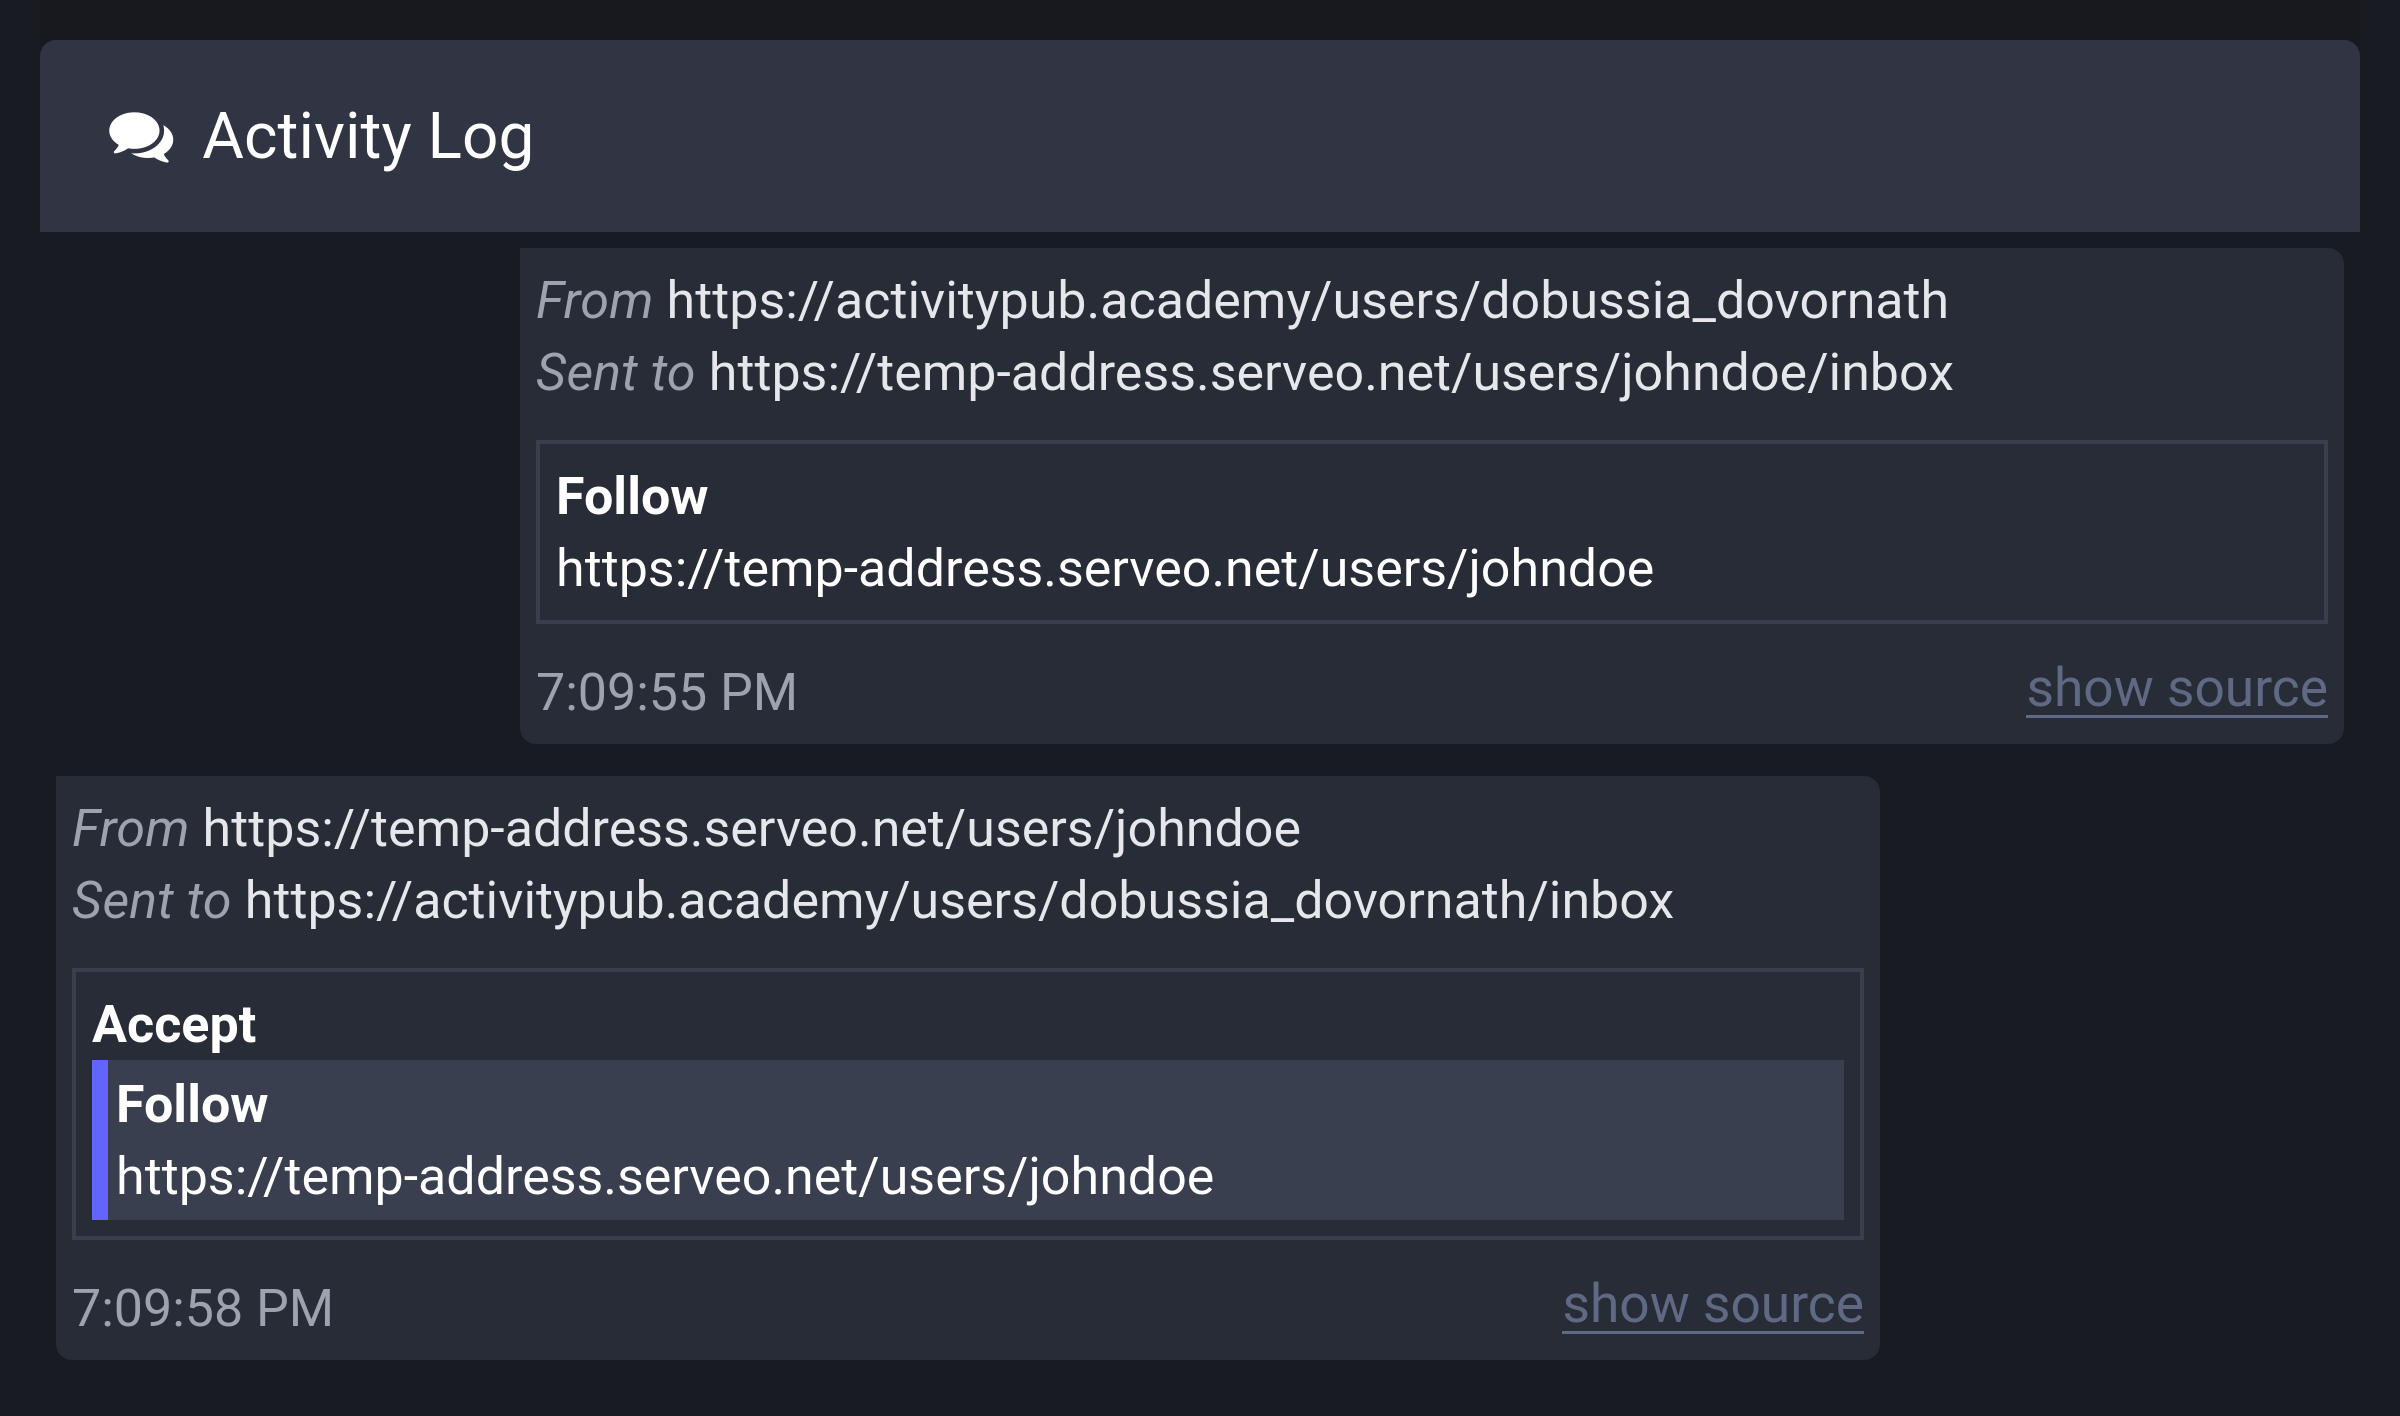 Activity Log
From https://activitypub.academy/users/dobussia_dovornath
Sent to https://temp-address.serveo.net/users/johndoe/inbox
Follow
https://temp-address.serveo.net/users/johndoe
7:09:55 PM show source
From https://temp-address.serveo.net/users/johndoe
Sent to https://activitypub.academy/users/dobussia_dovornath/inbox
Accept
Follow
https://temp-address.serveo.net/users/johndoe
7:09:58 PM show source